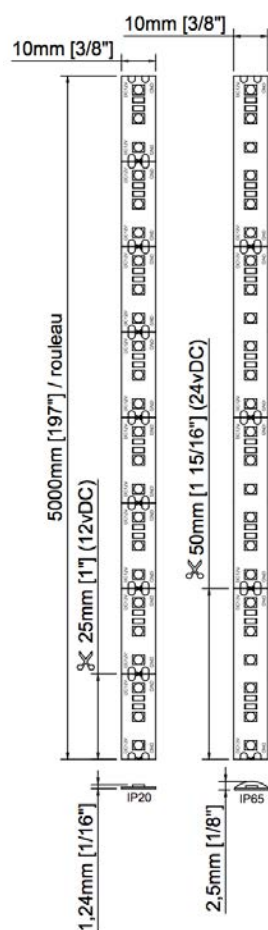 10mm [3/8"]
10mm [3/8"]
5000mm [197"] / rouleau
✂ 25mm [1"] (12vDC)
✂ 50mm [1 15/16"] (24vDC)
IP20
IP65
1,24mm [1/16"]
2,5mm [1/8"]